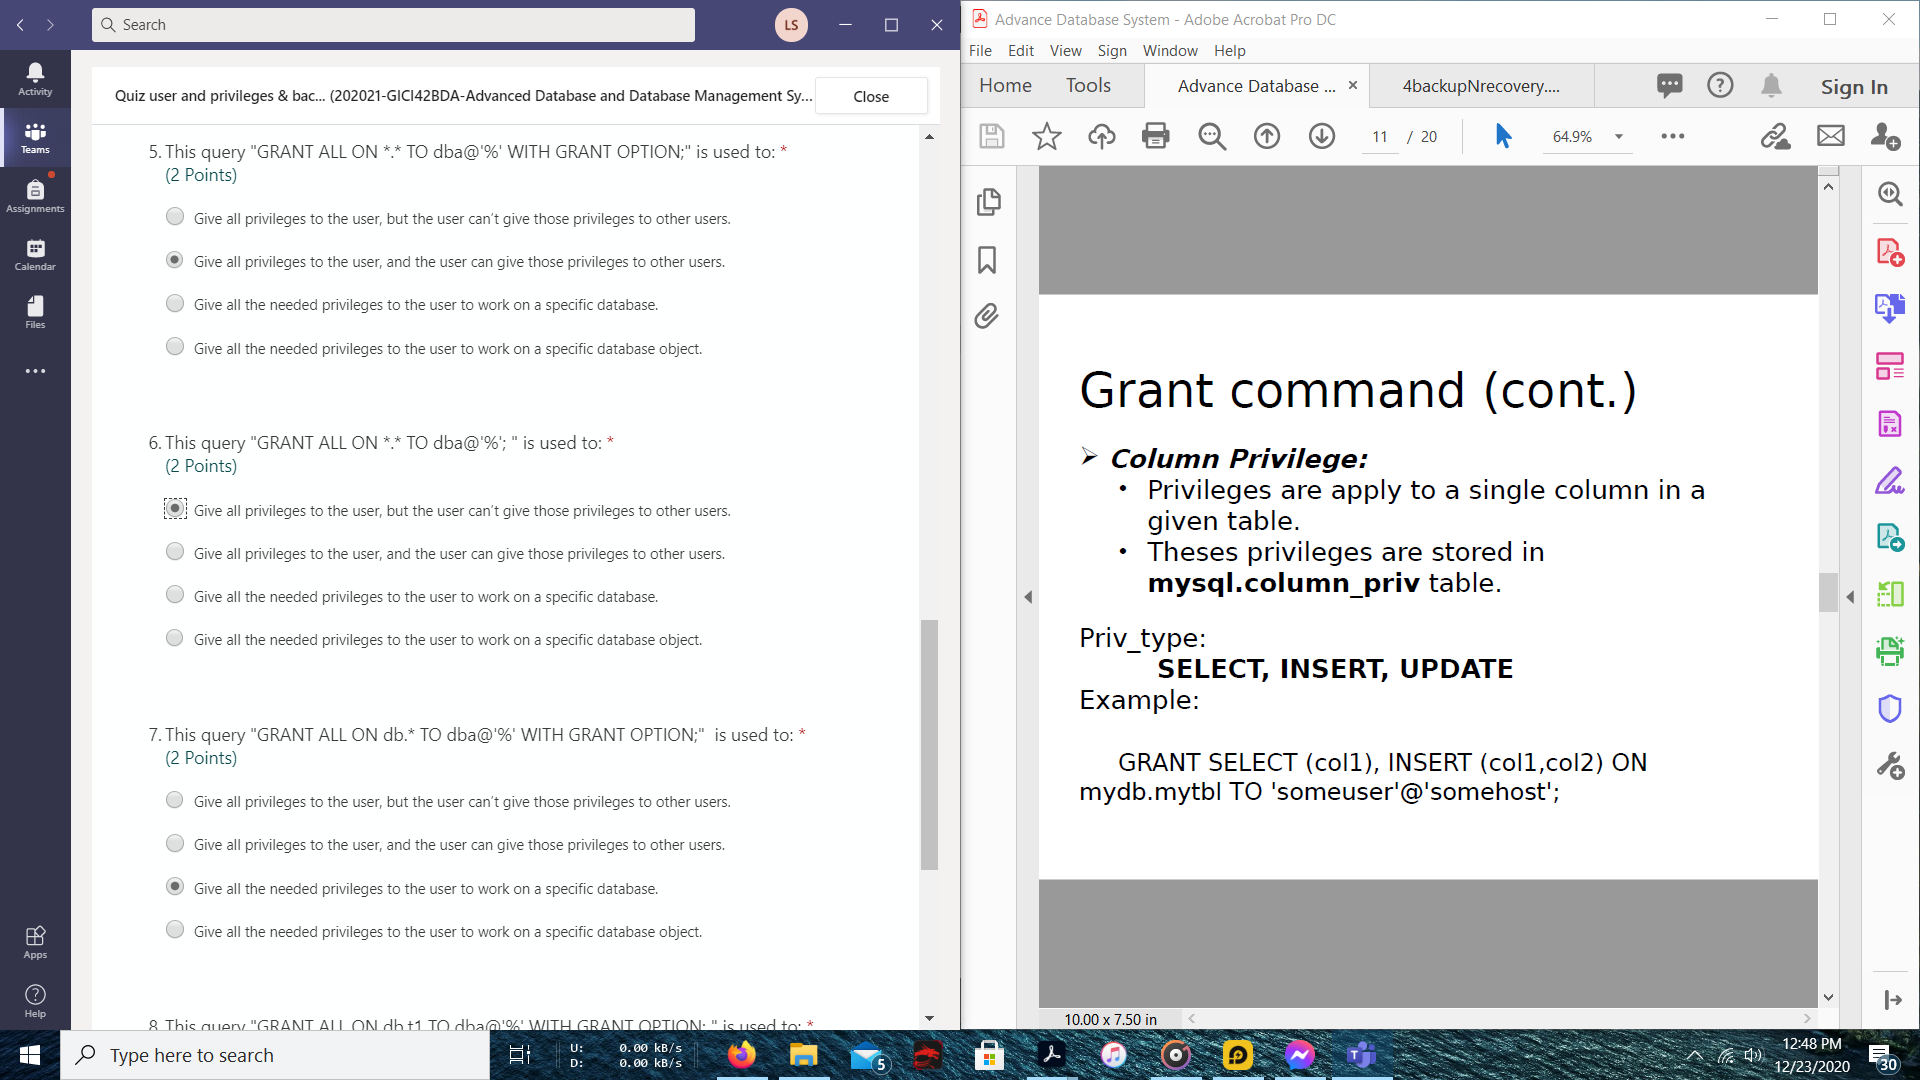 Search
LS
Advance Database System - Adobe Acrobat Pro DC
File Edit View Sign Window Help
Home Tools Advance Database ... × 4backupNrecovery.... Sign In
11 / 20 64.9%
Activity
Teams
Assignments
Calendar
Files
Apps
Help
Quiz user and privileges & bac... (202021-GICI42BDA-Advanced Database and Database Management Sy... Close
5. This query "GRANT ALL ON *.* TO dba@'%' WITH GRANT OPTION;" is used to: *
(2 Points)
Give all privileges to the user, but the user can't give those privileges to other users.
Give all privileges to the user, and the user can give those privileges to other users.
Give all the needed privileges to the user to work on a specific database.
Give all the needed privileges to the user to work on a specific database object.
6. This query "GRANT ALL ON *.* TO dba@'%'; " is used to: *
(2 Points)
Give all privileges to the user, but the user can't give those privileges to other users.
Give all privileges to the user, and the user can give those privileges to other users.
Give all the needed privileges to the user to work on a specific database.
Give all the needed privileges to the user to work on a specific database object.
7. This query "GRANT ALL ON db.* TO dba@'%' WITH GRANT OPTION;" is used to: *
(2 Points)
Give all privileges to the user, but the user can't give those privileges to other users.
Give all privileges to the user, and the user can give those privileges to other users.
Give all the needed privileges to the user to work on a specific database.
Give all the needed privileges to the user to work on a specific database object.
8. This query "GRANT ALL ON db.t1 TO dba@'%' WITH GRANT OPTION; " is used to: *
Grant command (cont.)
➢ Column Privilege:
• Privileges are apply to a single column in a
given table.
• Theses privileges are stored in
mysql.column_priv table.
Priv_type:
SELECT, INSERT, UPDATE
Example:
GRANT SELECT (col1), INSERT (col1,col2) ON
mydb.mytbl TO 'someuser'@'somehost';
10.00 x 7.50 in
Type here to search
U: 0.00 kB/s
D: 0.00 kB/s
5
12:48 PM
12/23/2020
30